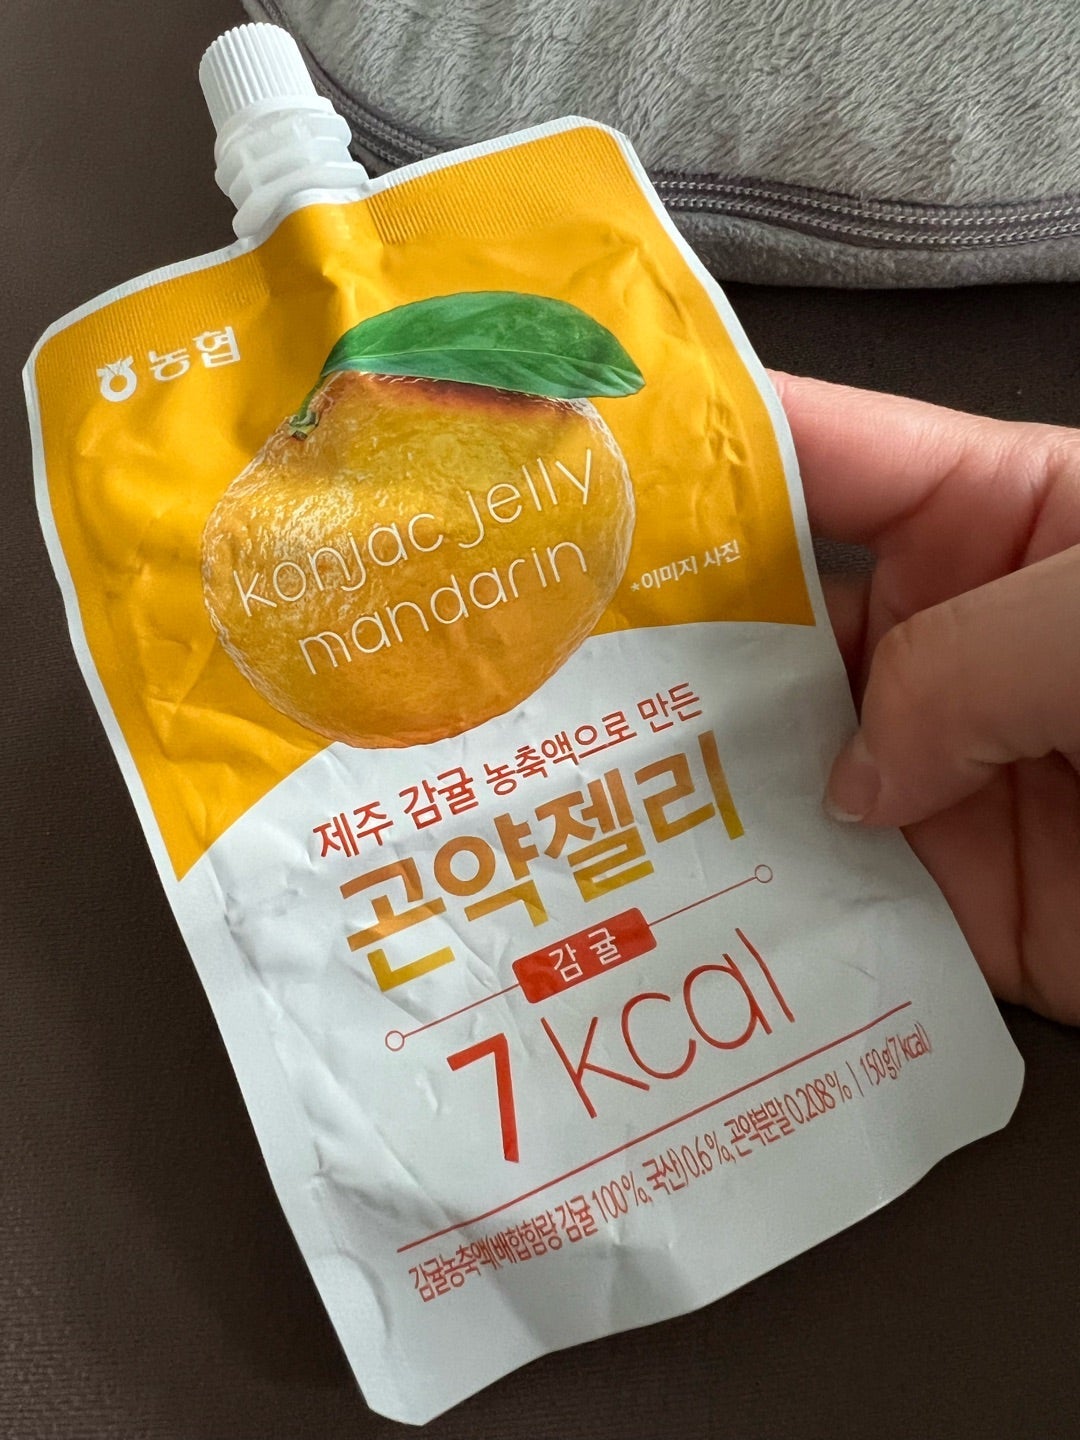 농협
konjac jelly
mandarin
*이미지 사진
제주 감귤 농축액으로 만든
곤약젤리
감귤
7 kcal
감귤농축액(배합함량 감귤 100%, 국산) 0.6%, 곤약분말 0.208% | 150g(7 kcal)